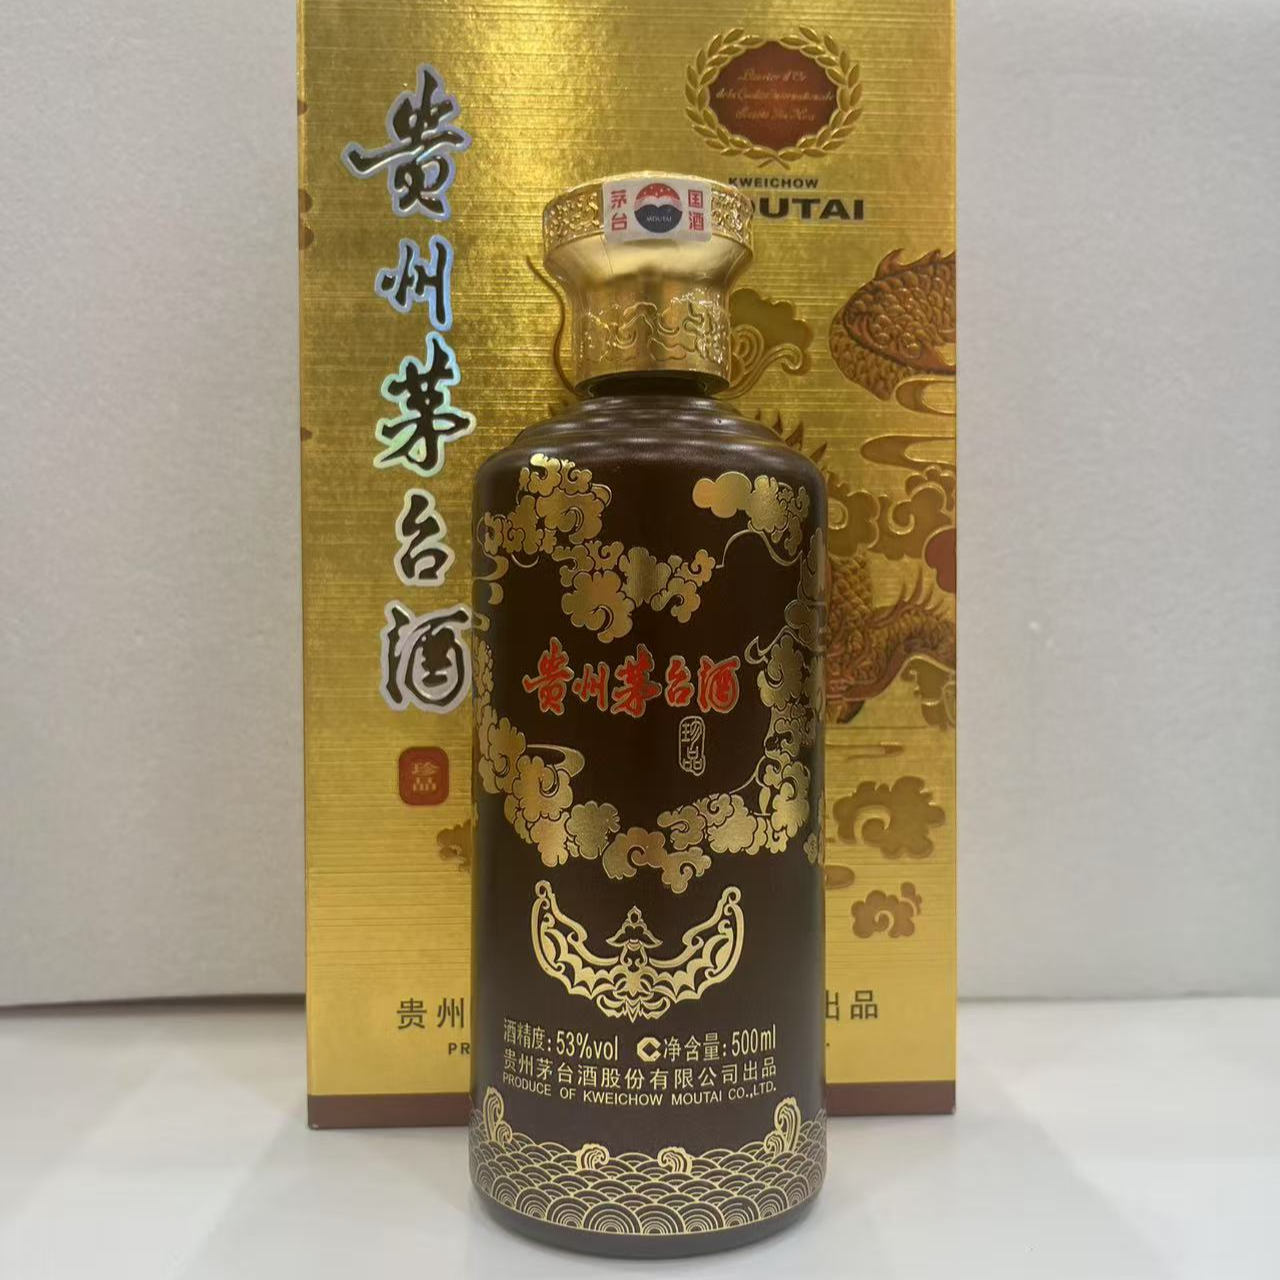 贵州茅台酒
珍品
KWEICHOW
OUTAI
茅台
国酒
MOUTAI
贵州茅台酒
珍品
酒精度:53%vol 净含量:500ml
贵州茅台酒股份有限公司出品
PRODUCE OF KWEICHOW MOUTAI CO.,LTD.
贵州
出品
PR